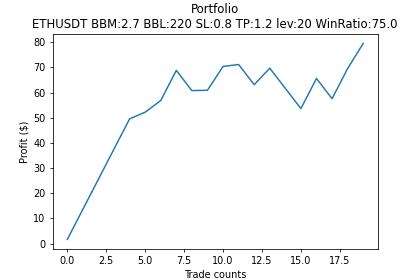 Portfolio
ETHUSDT BBM:2.7 BBL:220 SL:0.8 TP:1.2 lev:20 WinRatio:75.0
80
70
60
50
40
30
20
10
0
Profit ($)
0.0 2.5 5.0 7.5 10.0 12.5 15.0 17.5
Trade counts